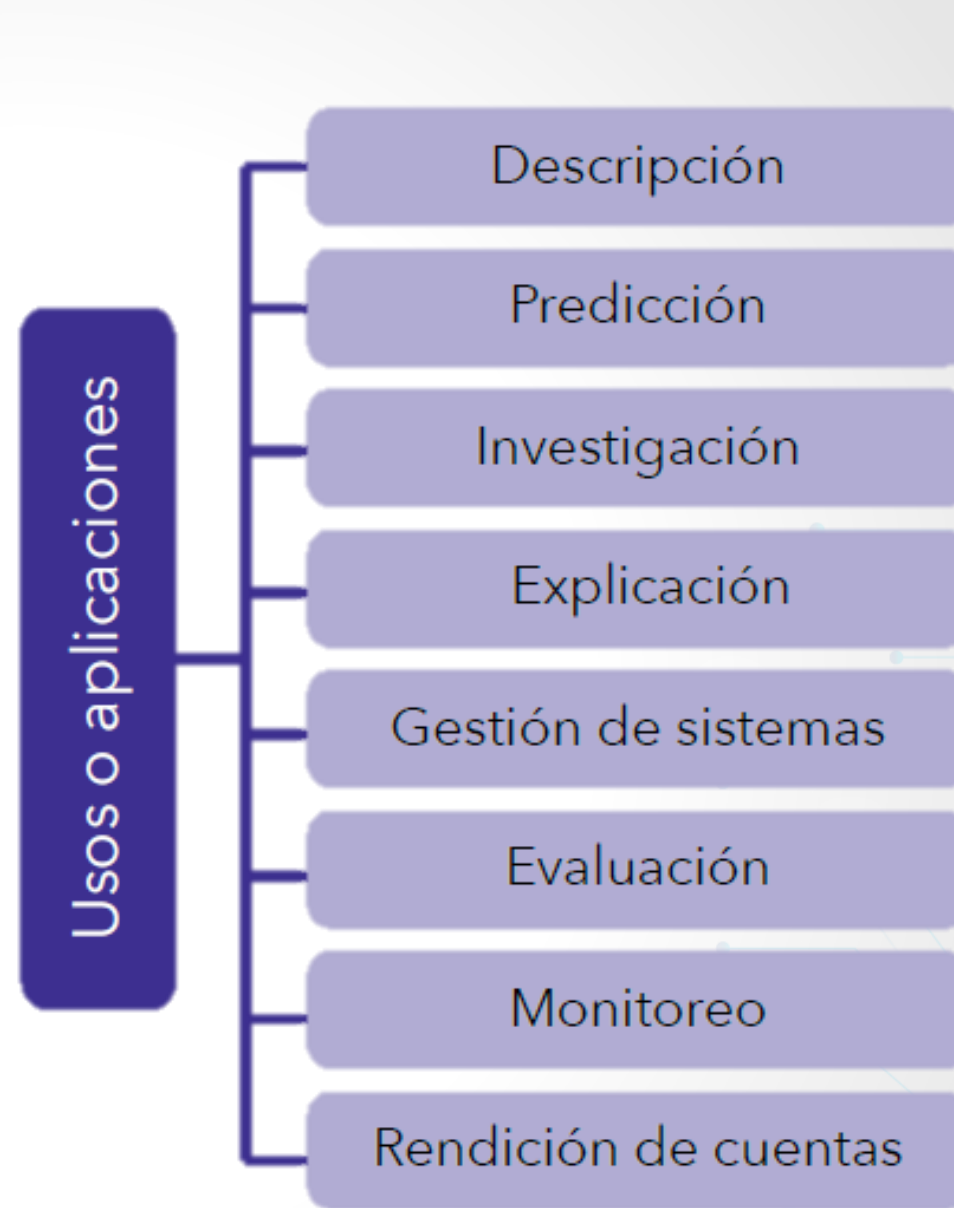 Usos o aplicaciones
Descripción
Predicción
Investigación
Explicación
Gestión de sistemas
Evaluación
Monitoreo
Rendición de cuentas